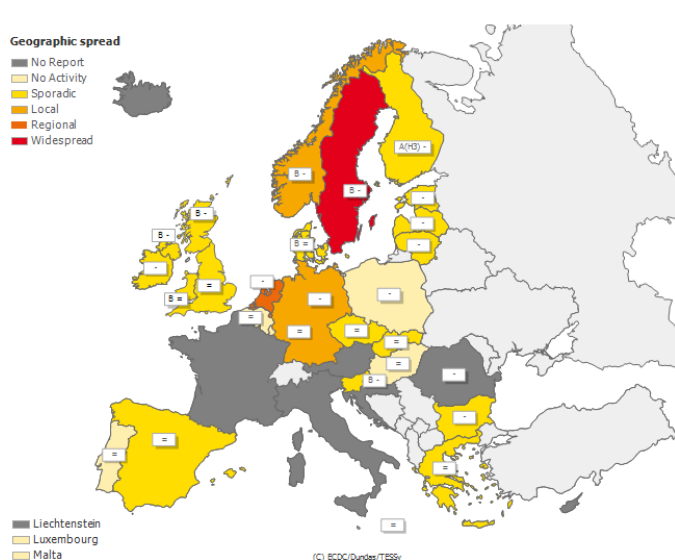 Geographic spread
No Report
No Activity
Sporadic
Local
Regional
Widespread
A(H3) -
B -
B -
-
B -
-
B -
B =
-
-
-
-
-
B =
=
=
=
=
=
=
B -
-
-
=
=
=
=
Liechtenstein
Luxembourg
Malta
(C) ECDC/Dundas/TESSy